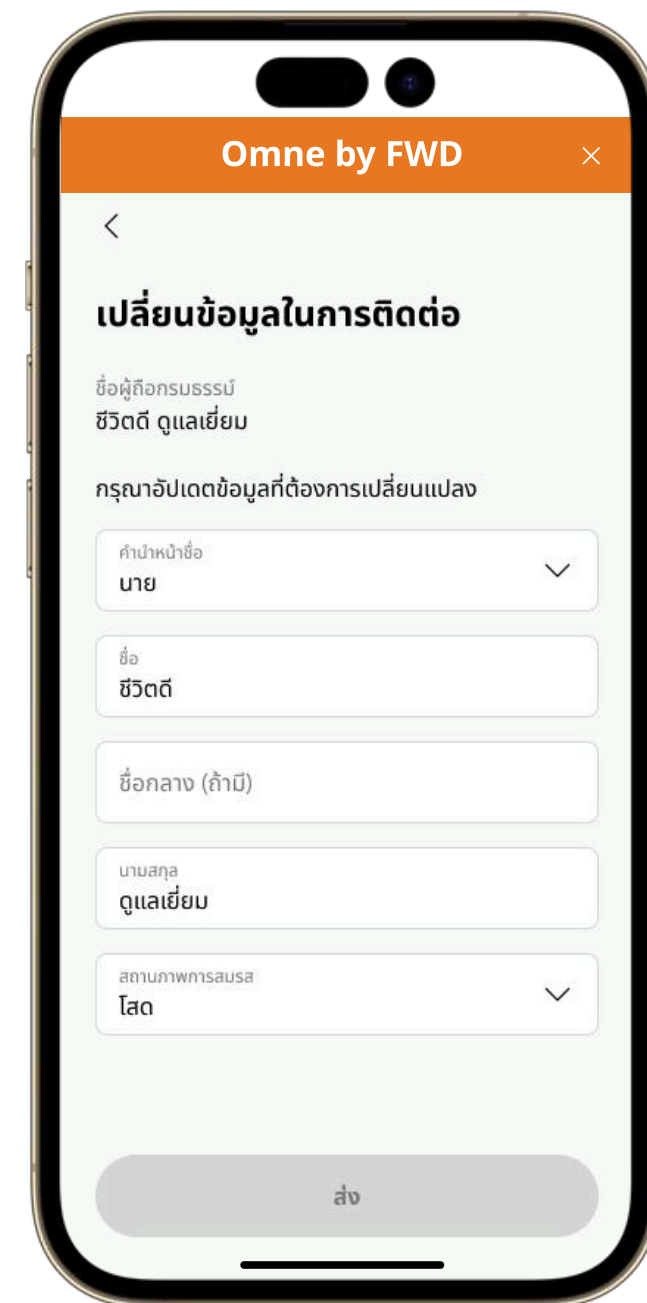 Omne by FWD
เปลี่ยนข้อมูลในการติดต่อ
ชื่อผู้ถือกรมธรรม์
ชีวิตดี ดูแลเยี่ยม
กรุณาอัปเดตข้อมูลที่ต้องการเปลี่ยนแปลง
คำนำหน้าชื่อ
นาย
ชื่อ
ชีวิตดี
ชื่อกลาง (ถ้ามี)
นามสกุล
ดูแลเยี่ยม
สถานภาพการสมรส
โสด
ส่ง